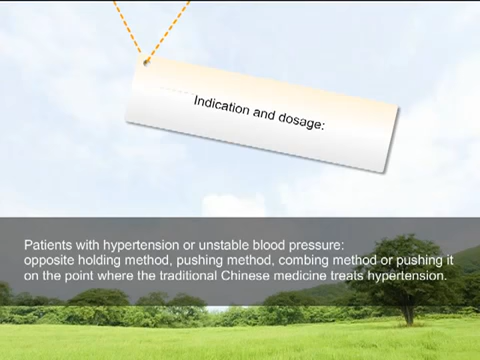 Indication and dosage:
Patients with hypertension or unstable blood pressure:
opposite holding method, pushing method, combing method or pushing it
on the point where the traditional Chinese medicine treats hypertension.